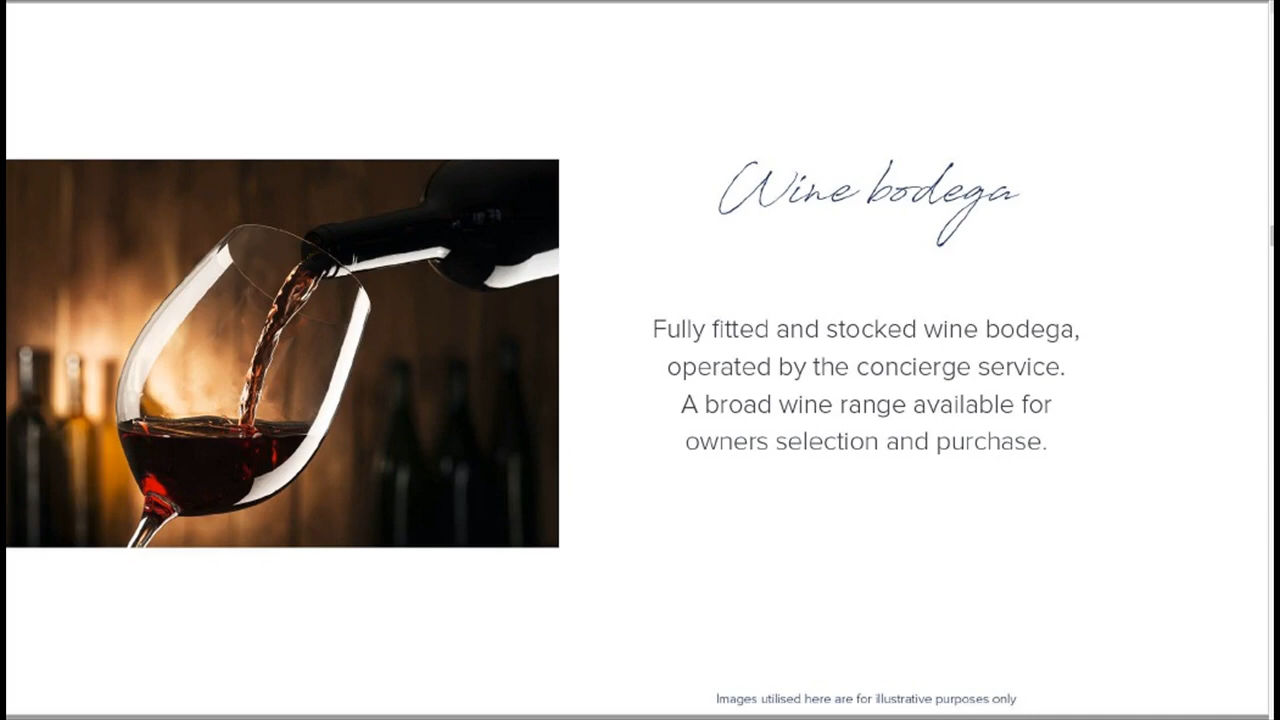 Wine bodega
Fully fitted and stocked wine bodega,
operated by the concierge service.
A broad wine range available for
owners selection and purchase.
Images utilised here are for illustrative purposes only